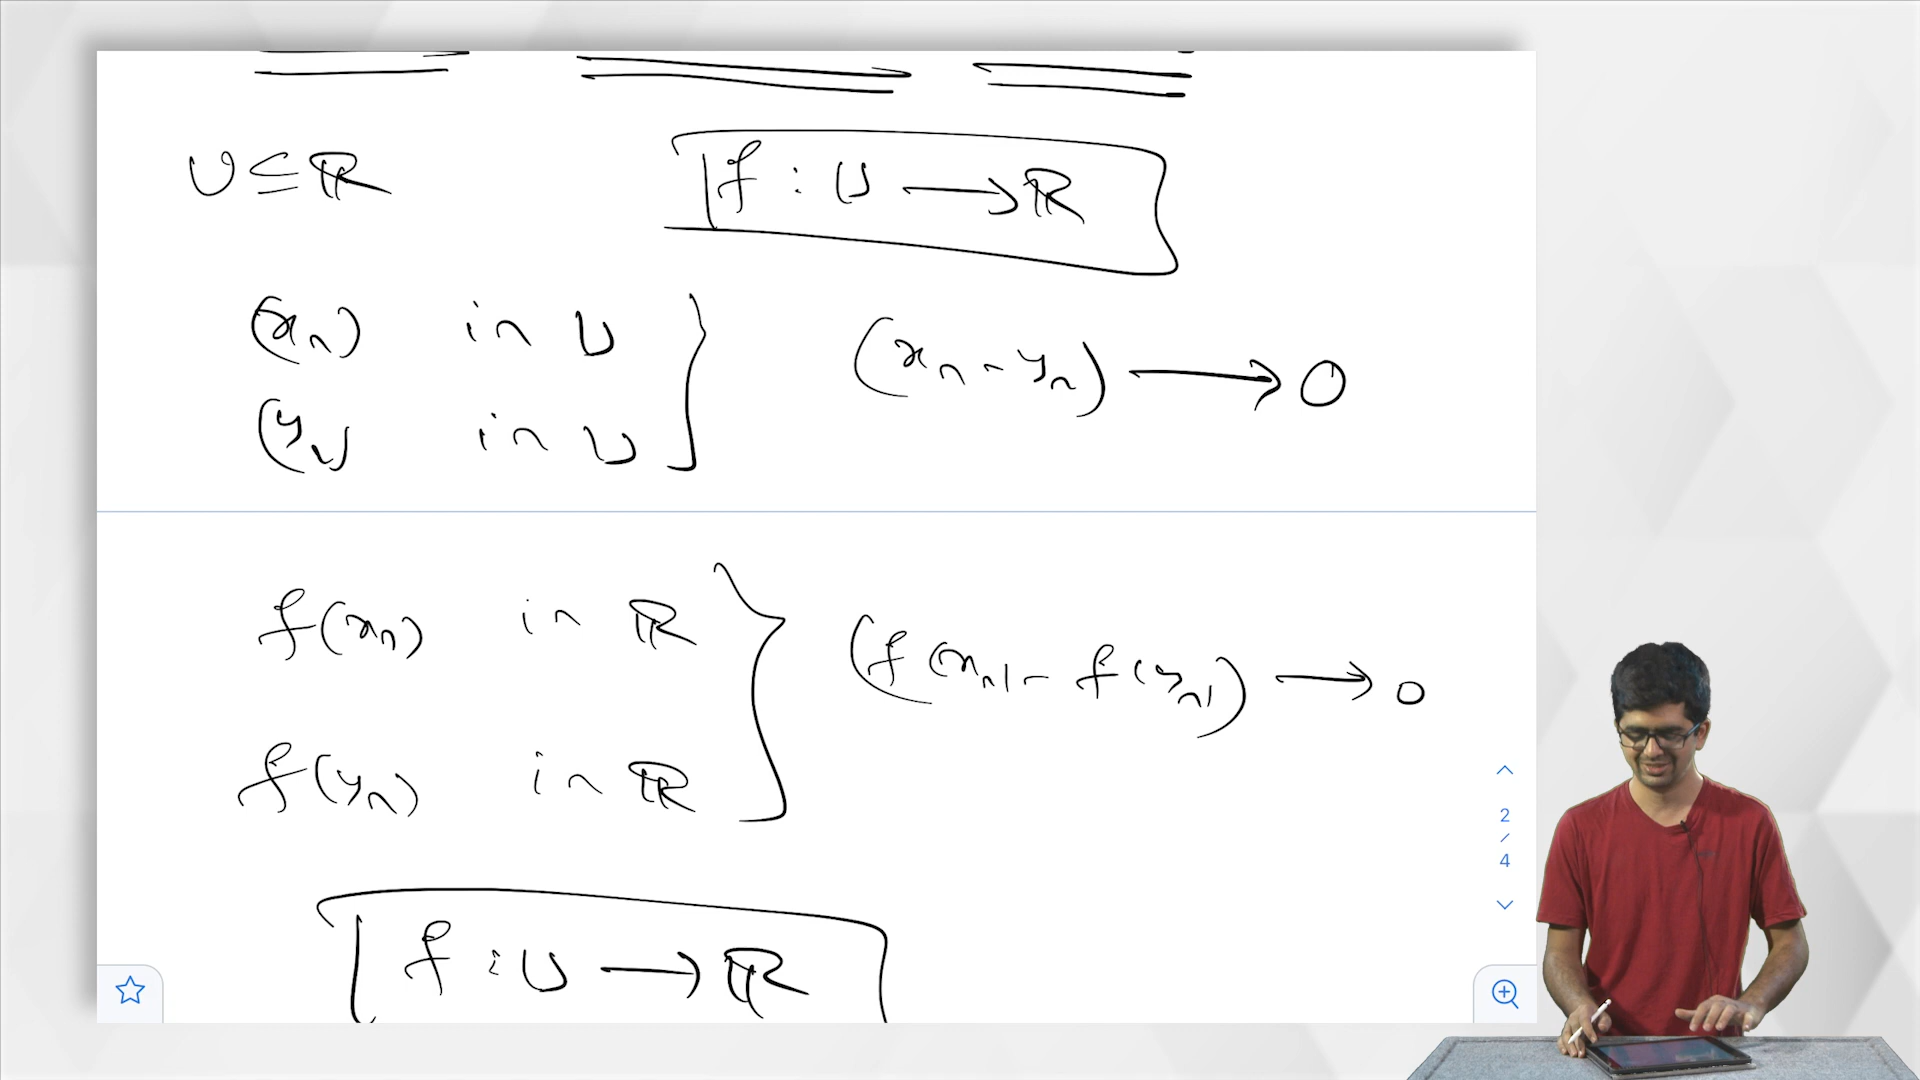 U ⊆ ℝ
f : U ⟶ ℝ
(xn) in U
(yn) in U
(xn - yn) ⟶ 0
f(xn) in ℝ
f(yn) in ℝ
(f(xn) - f(yn)) ⟶ 0
f : U ⟶ ℝ
2
/
4